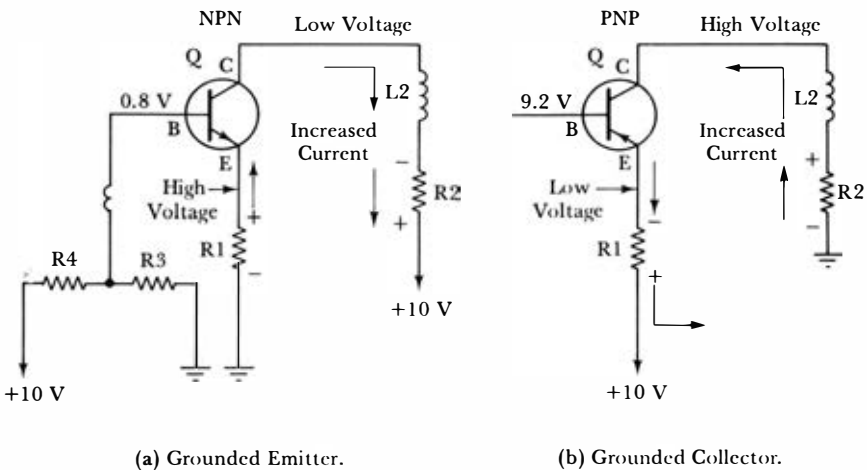 NPN
Low Voltage
Q
C
0.8 V
B
E
L2
Increased
Current
High
Voltage
+
R1
−
−
R2
+
R4
R3
+10 V
+10 V
(a) Grounded Emitter.
PNP
High Voltage
Q
C
9.2 V
B
E
L2
Increased
Current
Low
Voltage
−
R1
+
+
R2
−
+10 V
(b) Grounded Collector.